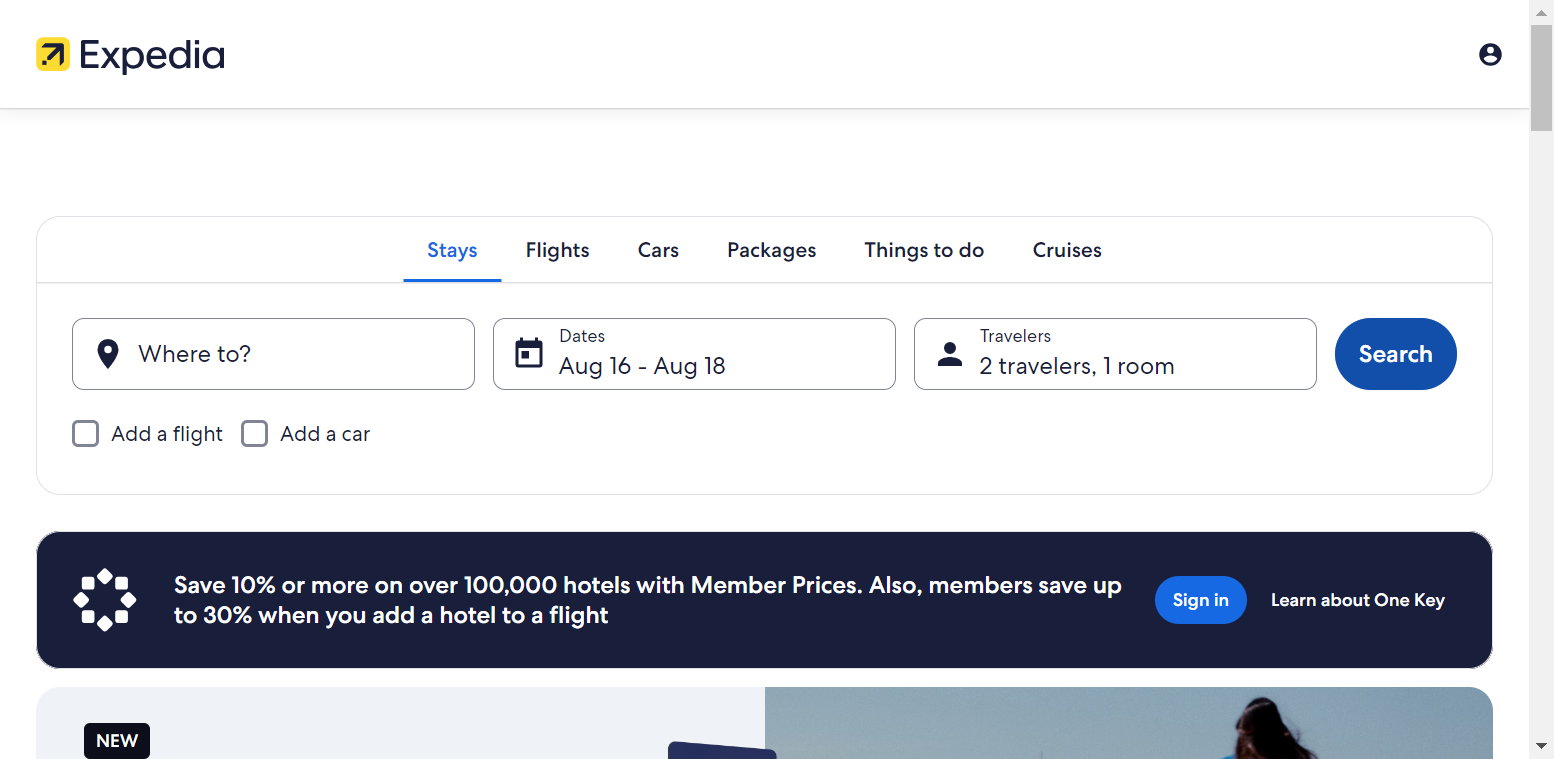 Expedia
Stays
Flights
Cars
Packages
Things to do
Cruises
Where to?
Dates
Aug 16 - Aug 18
Travelers
2 travelers, 1 room
Search
Add a flight
Add a car
Save 10% or more on over 100,000 hotels with Member Prices. Also, members save up
to 30% when you add a hotel to a flight
Sign in
Learn about One Key
NEW